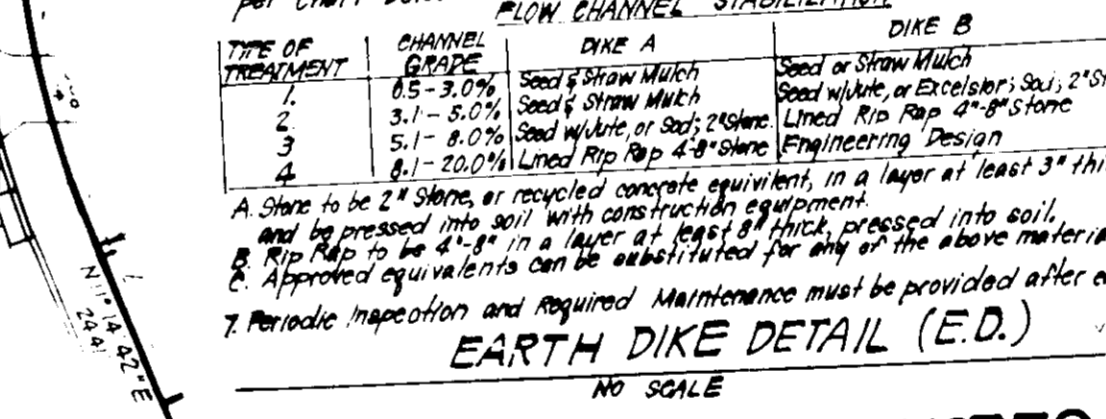 per Chart
FLOW CHANNEL STABILIZATION
TYPE OF TREATMENT CHANNEL GRADE DIKE A DIKE B
1. 0.5-3.0% Seed & Straw Mulch Seed or Straw Mulch
2 3.1-5.0% Seed & Straw Mulch Seed w/Jute, or Excelsior; Sod; 2"
3 5.1-8.0% Seed w/Jute, or Sod; 2" Stone Lined Rip Rap 4"-8" Stone
4 8.1-20.0% Lined Rip Rap 4-8" Stone Engineering Design
A. Stone to be 2" Stone, or recycled concrete equivilent, in a layer at least 3"
and be pressed into soil with construction equipment.
B. Rip Rap to be 4"-8" in a layer at least 8" thick, pressed into soil.
C. Approved equivalents can be substituted for any of the above
7. Periodic Inspection and Required Maintenance must be provided after
EARTH DIKE DETAIL (E.D.)
NO SCALE
N 11° 14' 42" E